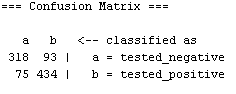 === Confusion Matrix ===
a b <-- classified as
318 93 | a = tested_negative
75 434 | b = tested_positive